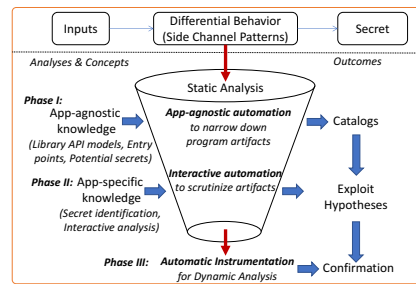 Inputs
Differential Behavior
(Side Channel Patterns)
Secret
Analyses & Concepts
Outcomes
Static Analysis
Phase I:
App-agnostic
knowledge
(Library API models, Entry
points, Potential secrets)
App-agnostic automation
to narrow down
program artifacts
Catalogs
Phase II:
App-specific
knowledge
(Secret identification,
Interactive analysis)
Interactive automation
to scrutinize artifacts
Exploit
Hypotheses
Phase III:
Automatic Instrumentation
for Dynamic Analysis
Confirmation